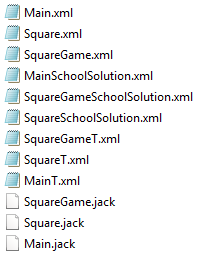 Main.xml
Square.xml
SquareGame.xml
MainSchoolSolution.xml
SquareGameSchoolSolution.xml
SquareSchoolSolution.xml
SquareGameT.xml
SquareT.xml
MainT.xml
SquareGame.jack
Square.jack
Main.jack